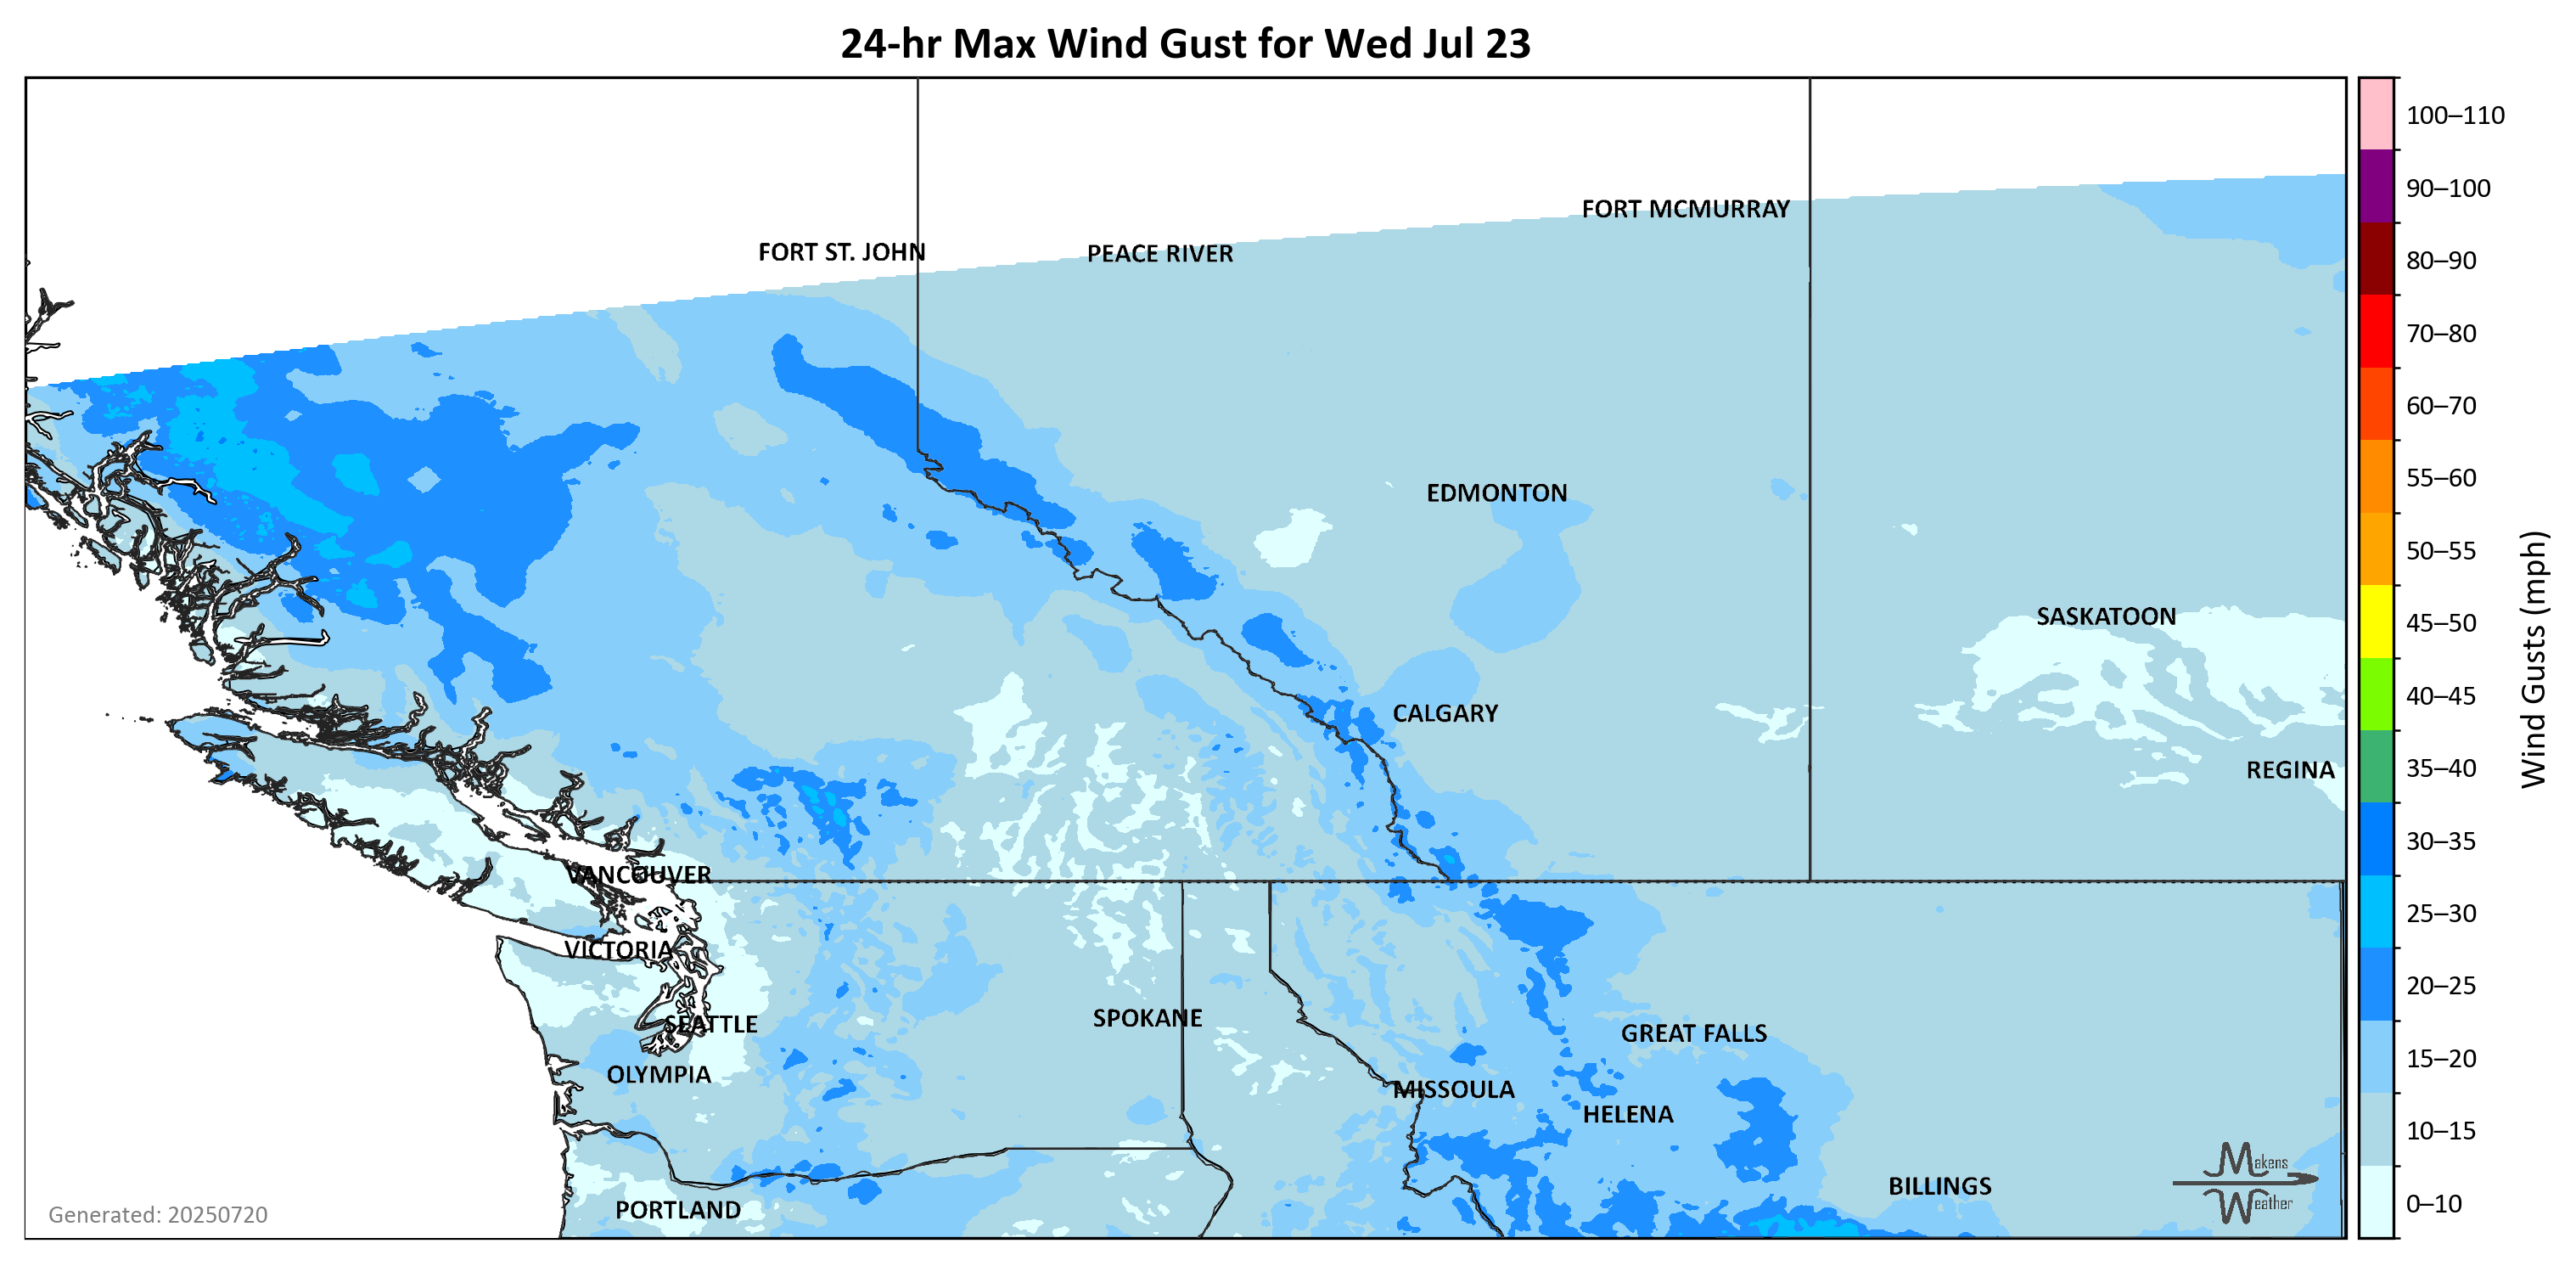 24-hr Max Wind Gust for Wed Jul 23
100–110
90–100
80–90
70–80
60–70
55–60
50–55
45–50
40–45
35–40
30–35
25–30
20–25
15–20
10–15
0–10
Wind Gusts (mph)
FORT MCMURRAY
FORT ST. JOHN
PEACE RIVER
EDMONTON
SASKATOON
CALGARY
REGINA
VANCOUVER
VICTORIA
SPOKANE
SEATTLE
GREAT FALLS
OLYMPIA
MISSOULA
HELENA
BILLINGS
PORTLAND
Makens
Weather
Generated: 20250720